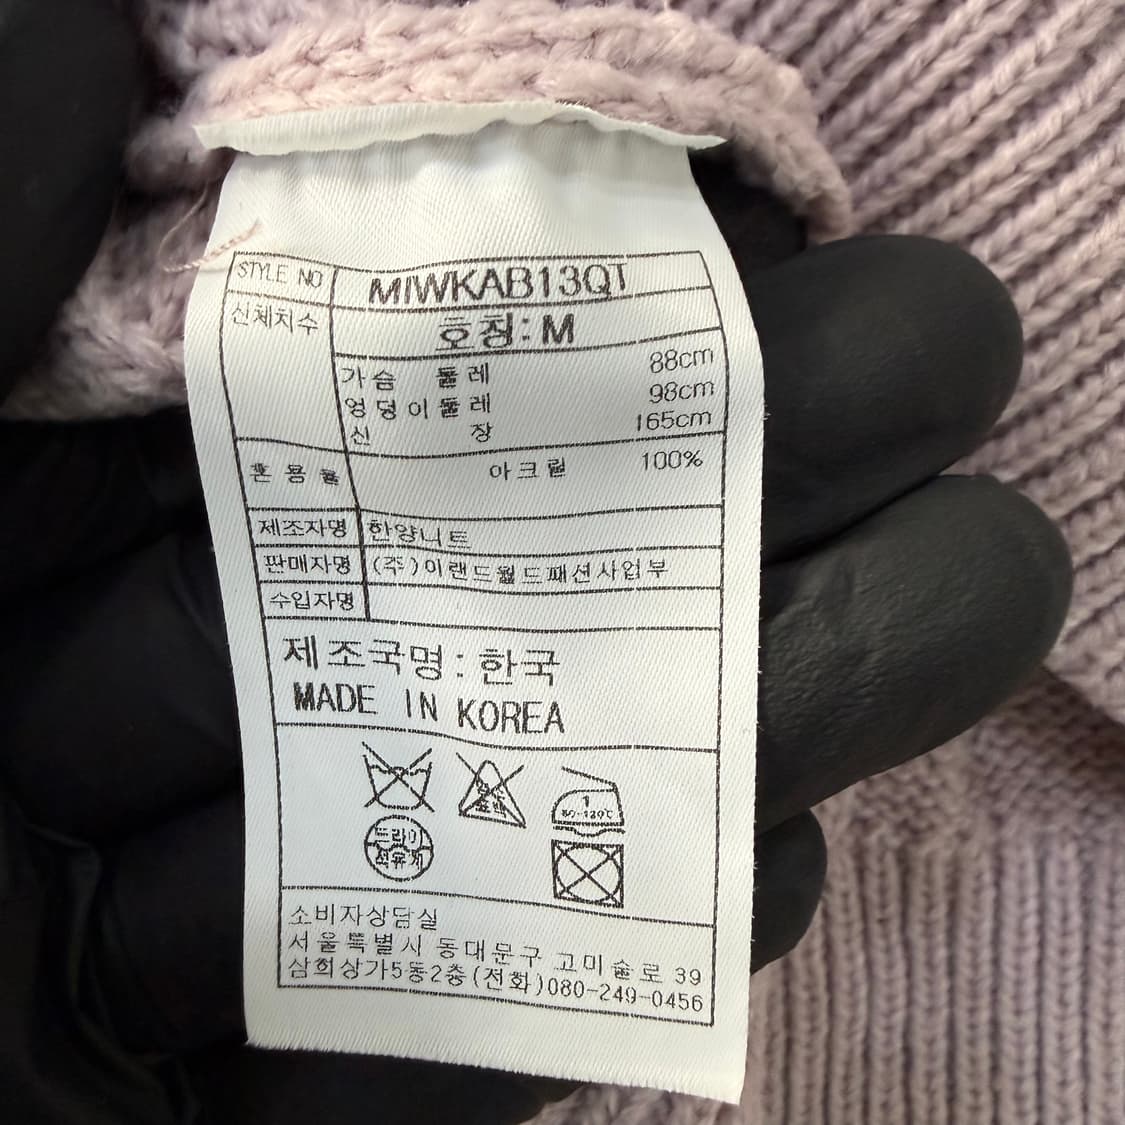 STYLE NO MIWKAB13QT
신체치수 호칭:M
가슴 둘레 88cm
엉덩이둘레 98cm
신 장 165cm
혼용율 아크릴 100%
제조자명 한양니트
판매자명 (주)이랜드월드패션사업부
수입자명
제조국명:한국
MADE IN KOREA
1
80-120℃
드라이
석유계
소비자상담실
서울특별시 동대문구 고미술로 39
삼희상가5동2층(전화)080-249-0456